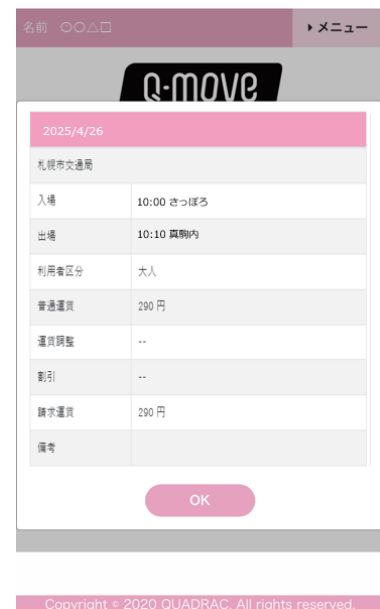 名前 ○○△□
メニュー
Q-move
2025/4/26
札幌市交通局
入場 10:00 さっぽろ
出場 10:10 真駒内
利用者区分 大人
普通運賃 290 円
運賃調整 --
割引 --
請求運賃 290 円
備考
OK
Copyright © 2020 QUADRAC. All rights reserved.